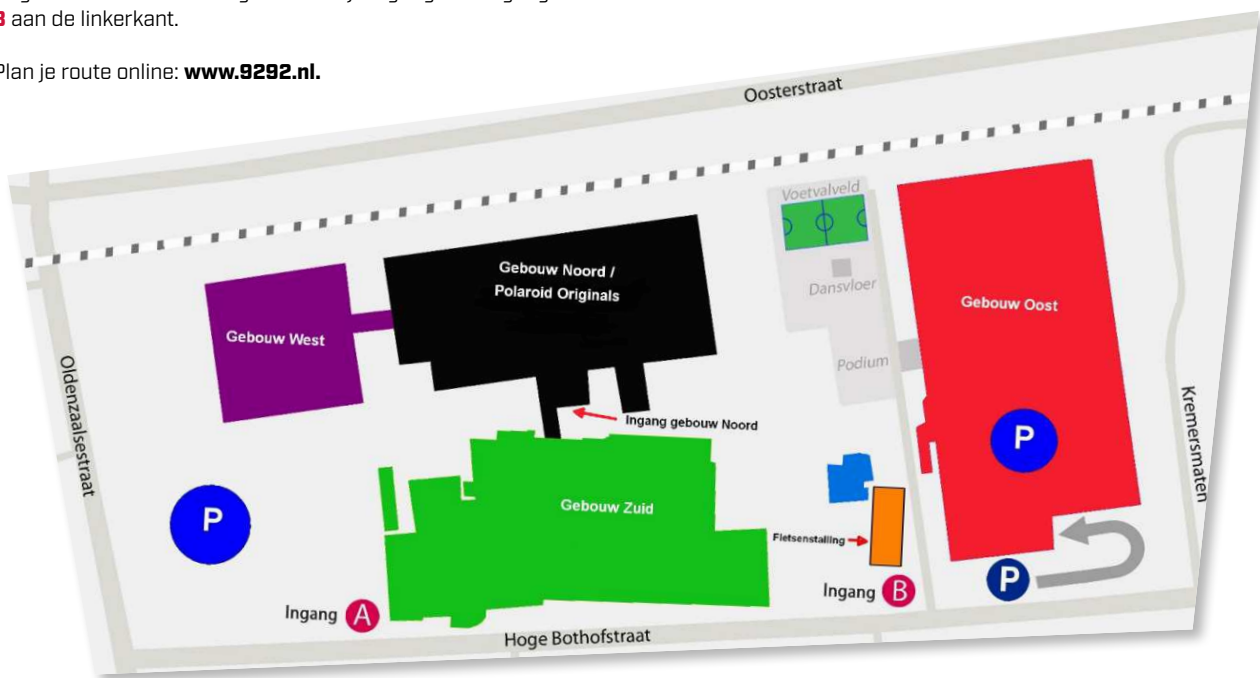 B aan de linkerkant.
Plan je route online: www.9292.nl.
Oosterstraat
Voetvalveld
Gebouw Noord /
Polaroid Originals
Dansvloer
Gebouw Oost
Gebouw West
Podium
Oldenzaalsestraat
Kremersmaten
Ingang gebouw Noord
P
Gebouw Zuid
P
Fietsenstalling
P
Ingang A
Ingang B
Hoge Bothofstraat